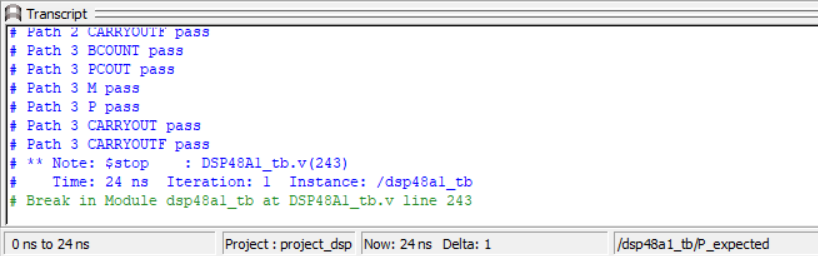 Transcript
# Path 2 CARRYOUTF pass
# Path 3 BCOUNT pass
# Path 3 PCOUT pass
# Path 3 M pass
# Path 3 P pass
# Path 3 CARRYOUT pass
# Path 3 CARRYOUTF pass
# ** Note: $stop    : DSP48A1_tb.v(243)
#    Time: 24 ns  Iteration: 1  Instance: /dsp48a1_tb
# Break in Module dsp48a1_tb at DSP48A1_tb.v line 243
0 ns to 24 ns
Project : project_dsp
Now: 24 ns  Delta: 1
/dsp48a1_tb/P_expected